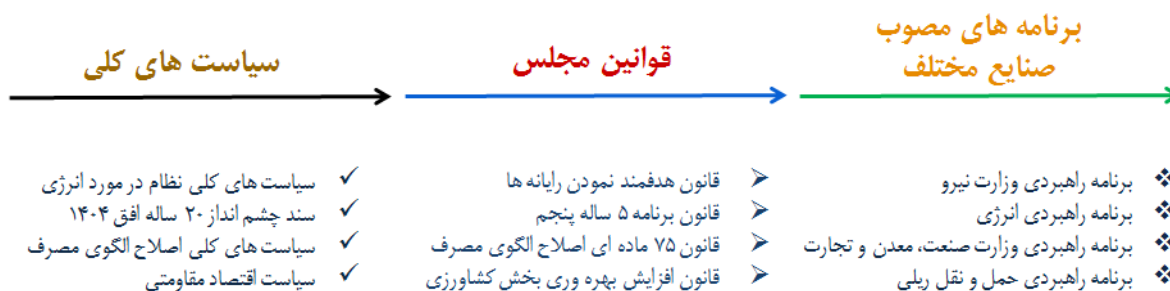 برنامه های مصوب
صنایع مختلف
برنامه راهبردی وزارت نیرو
برنامه راهبردی انرژی
برنامه راهبردی وزارت صنعت، معدن و تجارت
برنامه راهبردی حمل و نقل ریلی
قوانین مجلس
قانون هدفمند نمودن رایانه ها
قانون برنامه ۵ ساله پنجم
قانون ۷۵ ماده ای اصلاح الگوی مصرف
قانون افزایش بهره وری بخش کشاورزی
سیاست های کلی
سیاست های کلی نظام در مورد انرژی
سند چشم انداز ۲۰ ساله افق ۱۴۰۴
سیاست های کلی اصلاح الگوی مصرف
سیاست اقتصاد مقاومتی